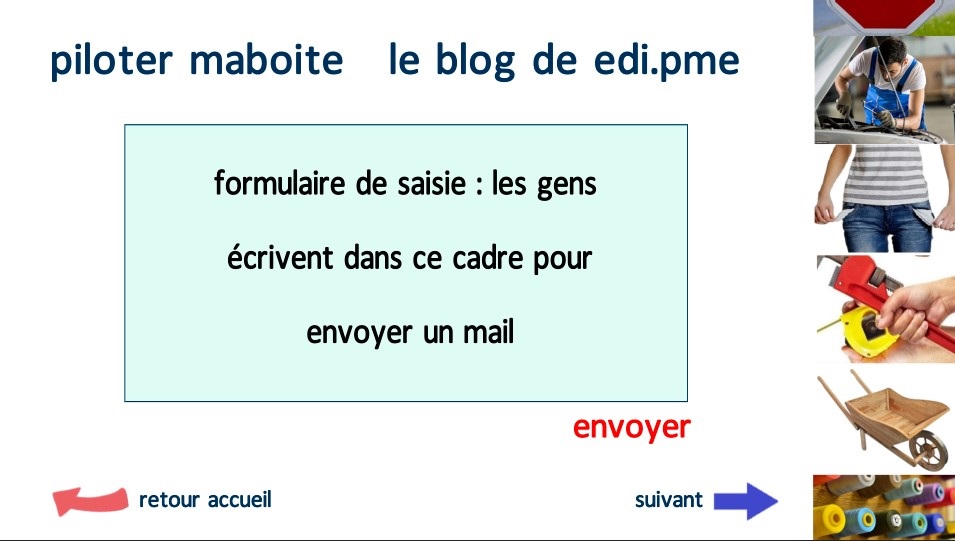 piloter maboite le blog de edi.pme
formulaire de saisie : les gens
écrivent dans ce cadre pour
envoyer un mail
envoyer
retour accueil
suivant